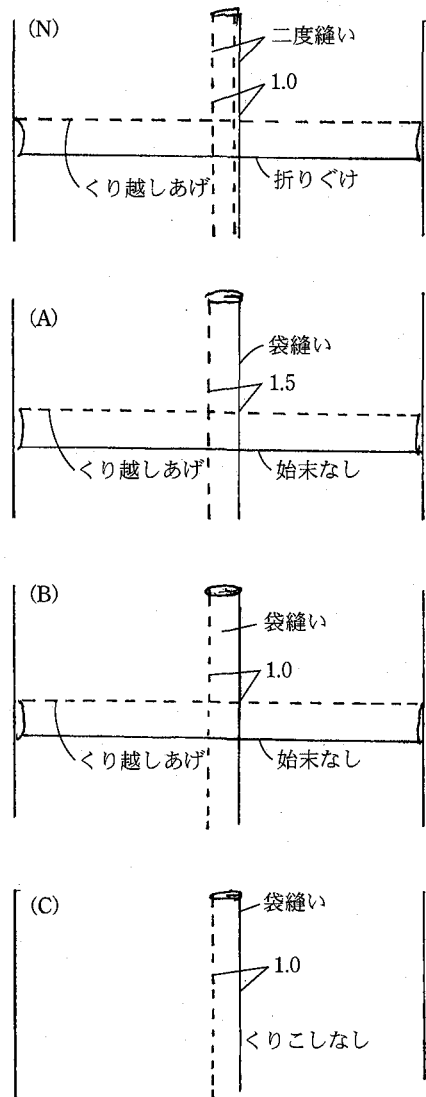 (N)
二度縫い
1.0
くり越しあげ
折りぐけ
(A)
袋縫い
1.5
くり越しあげ
始末なし
(B)
袋縫い
1.0
くり越しあげ
始末なし
(C)
袋縫い
1.0
くりこしなし